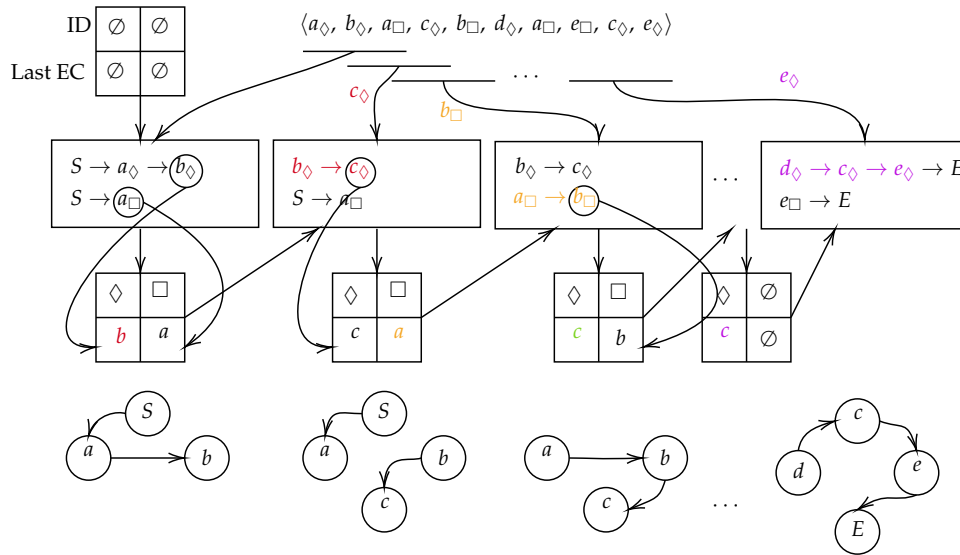 ID ∅ ∅
Last EC ∅ ∅
⟨a◊, b◊, a□, c◊, b□, d◊, a□, e□, c◊, e◊⟩
...
c◊
b□
e◊
S → a◊ → b◊
S → a□
b◊ → c◊
S → a□
b◊ → c◊
a□ → b□
...
d◊ → c◊ → e◊ → E
e□ → E
◊ □
b a
◊ □
c a
◊ □
c b
◊ ∅
c ∅
S
a b
S
a b
c
a b
c
...
c
d e
E